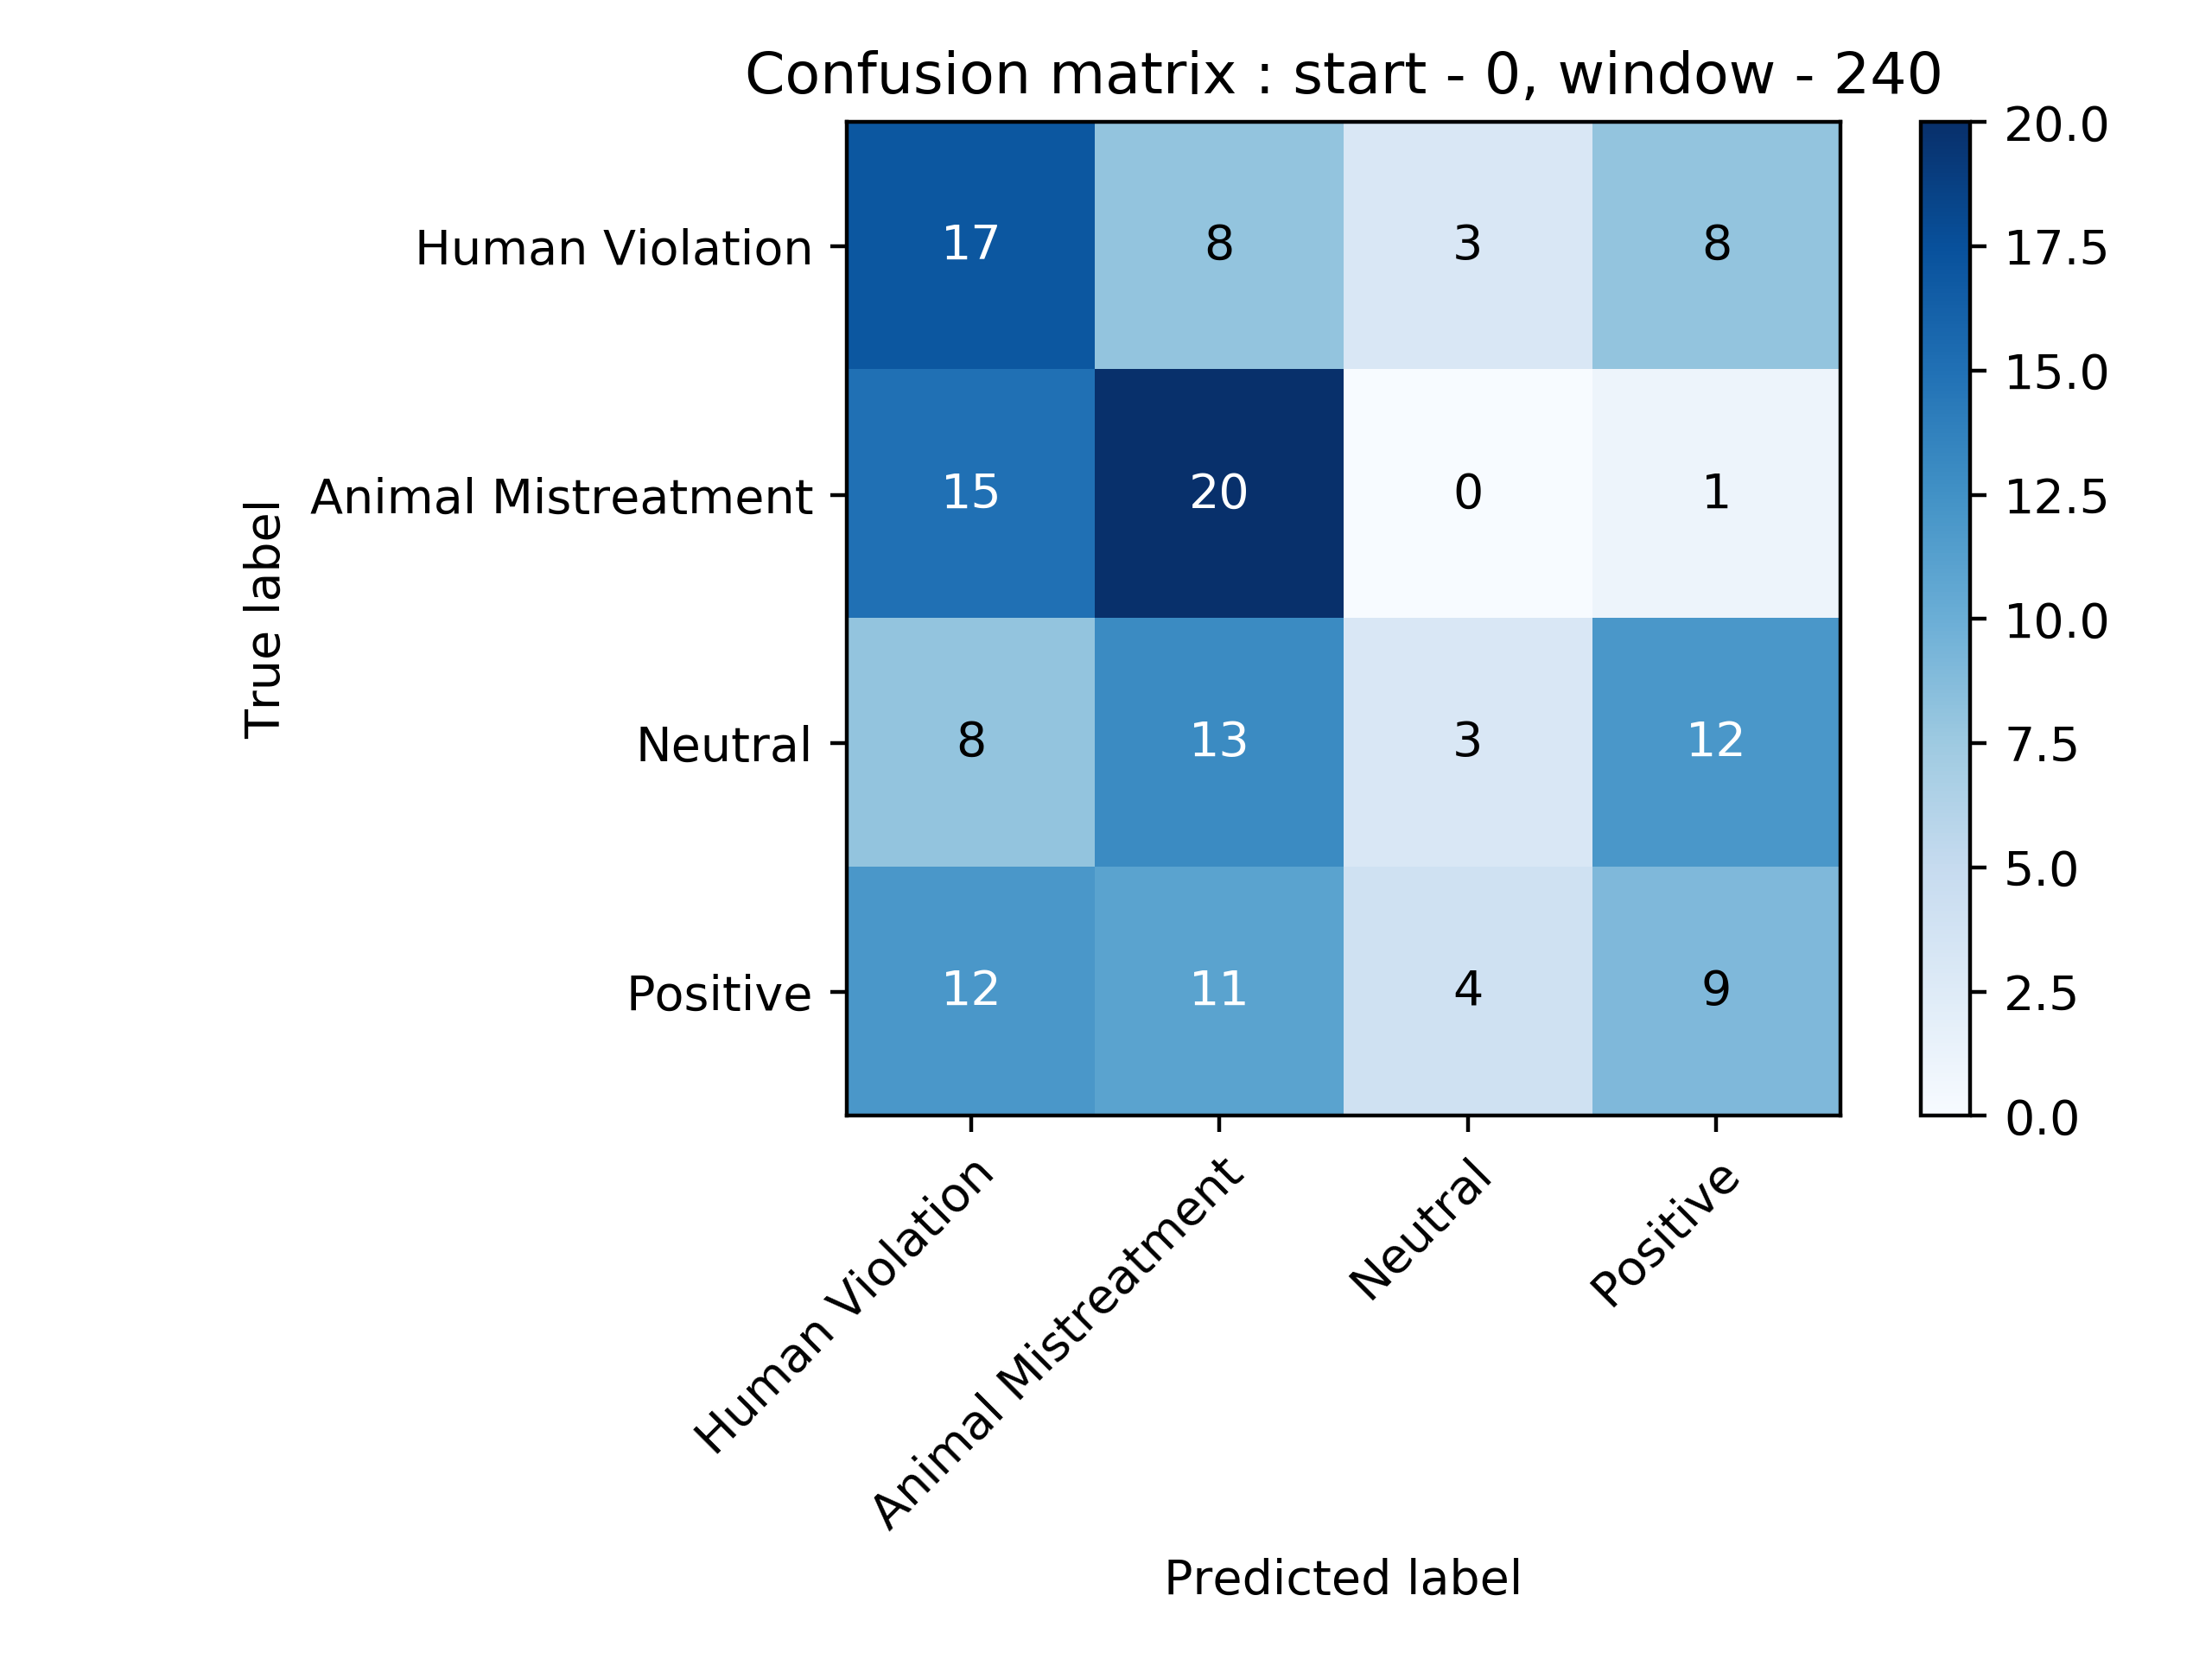 Confusion matrix : start - 0, window - 240
True label
Human Violation
17 8 3 8
Animal Mistreatment
15 20 0 1
Neutral
8 13 3 12
Positive
12 11 4 9
Human Violation
Animal Mistreatment
Neutral
Positive
Predicted label
20.0
17.5
15.0
12.5
10.0
7.5
5.0
2.5
0.0